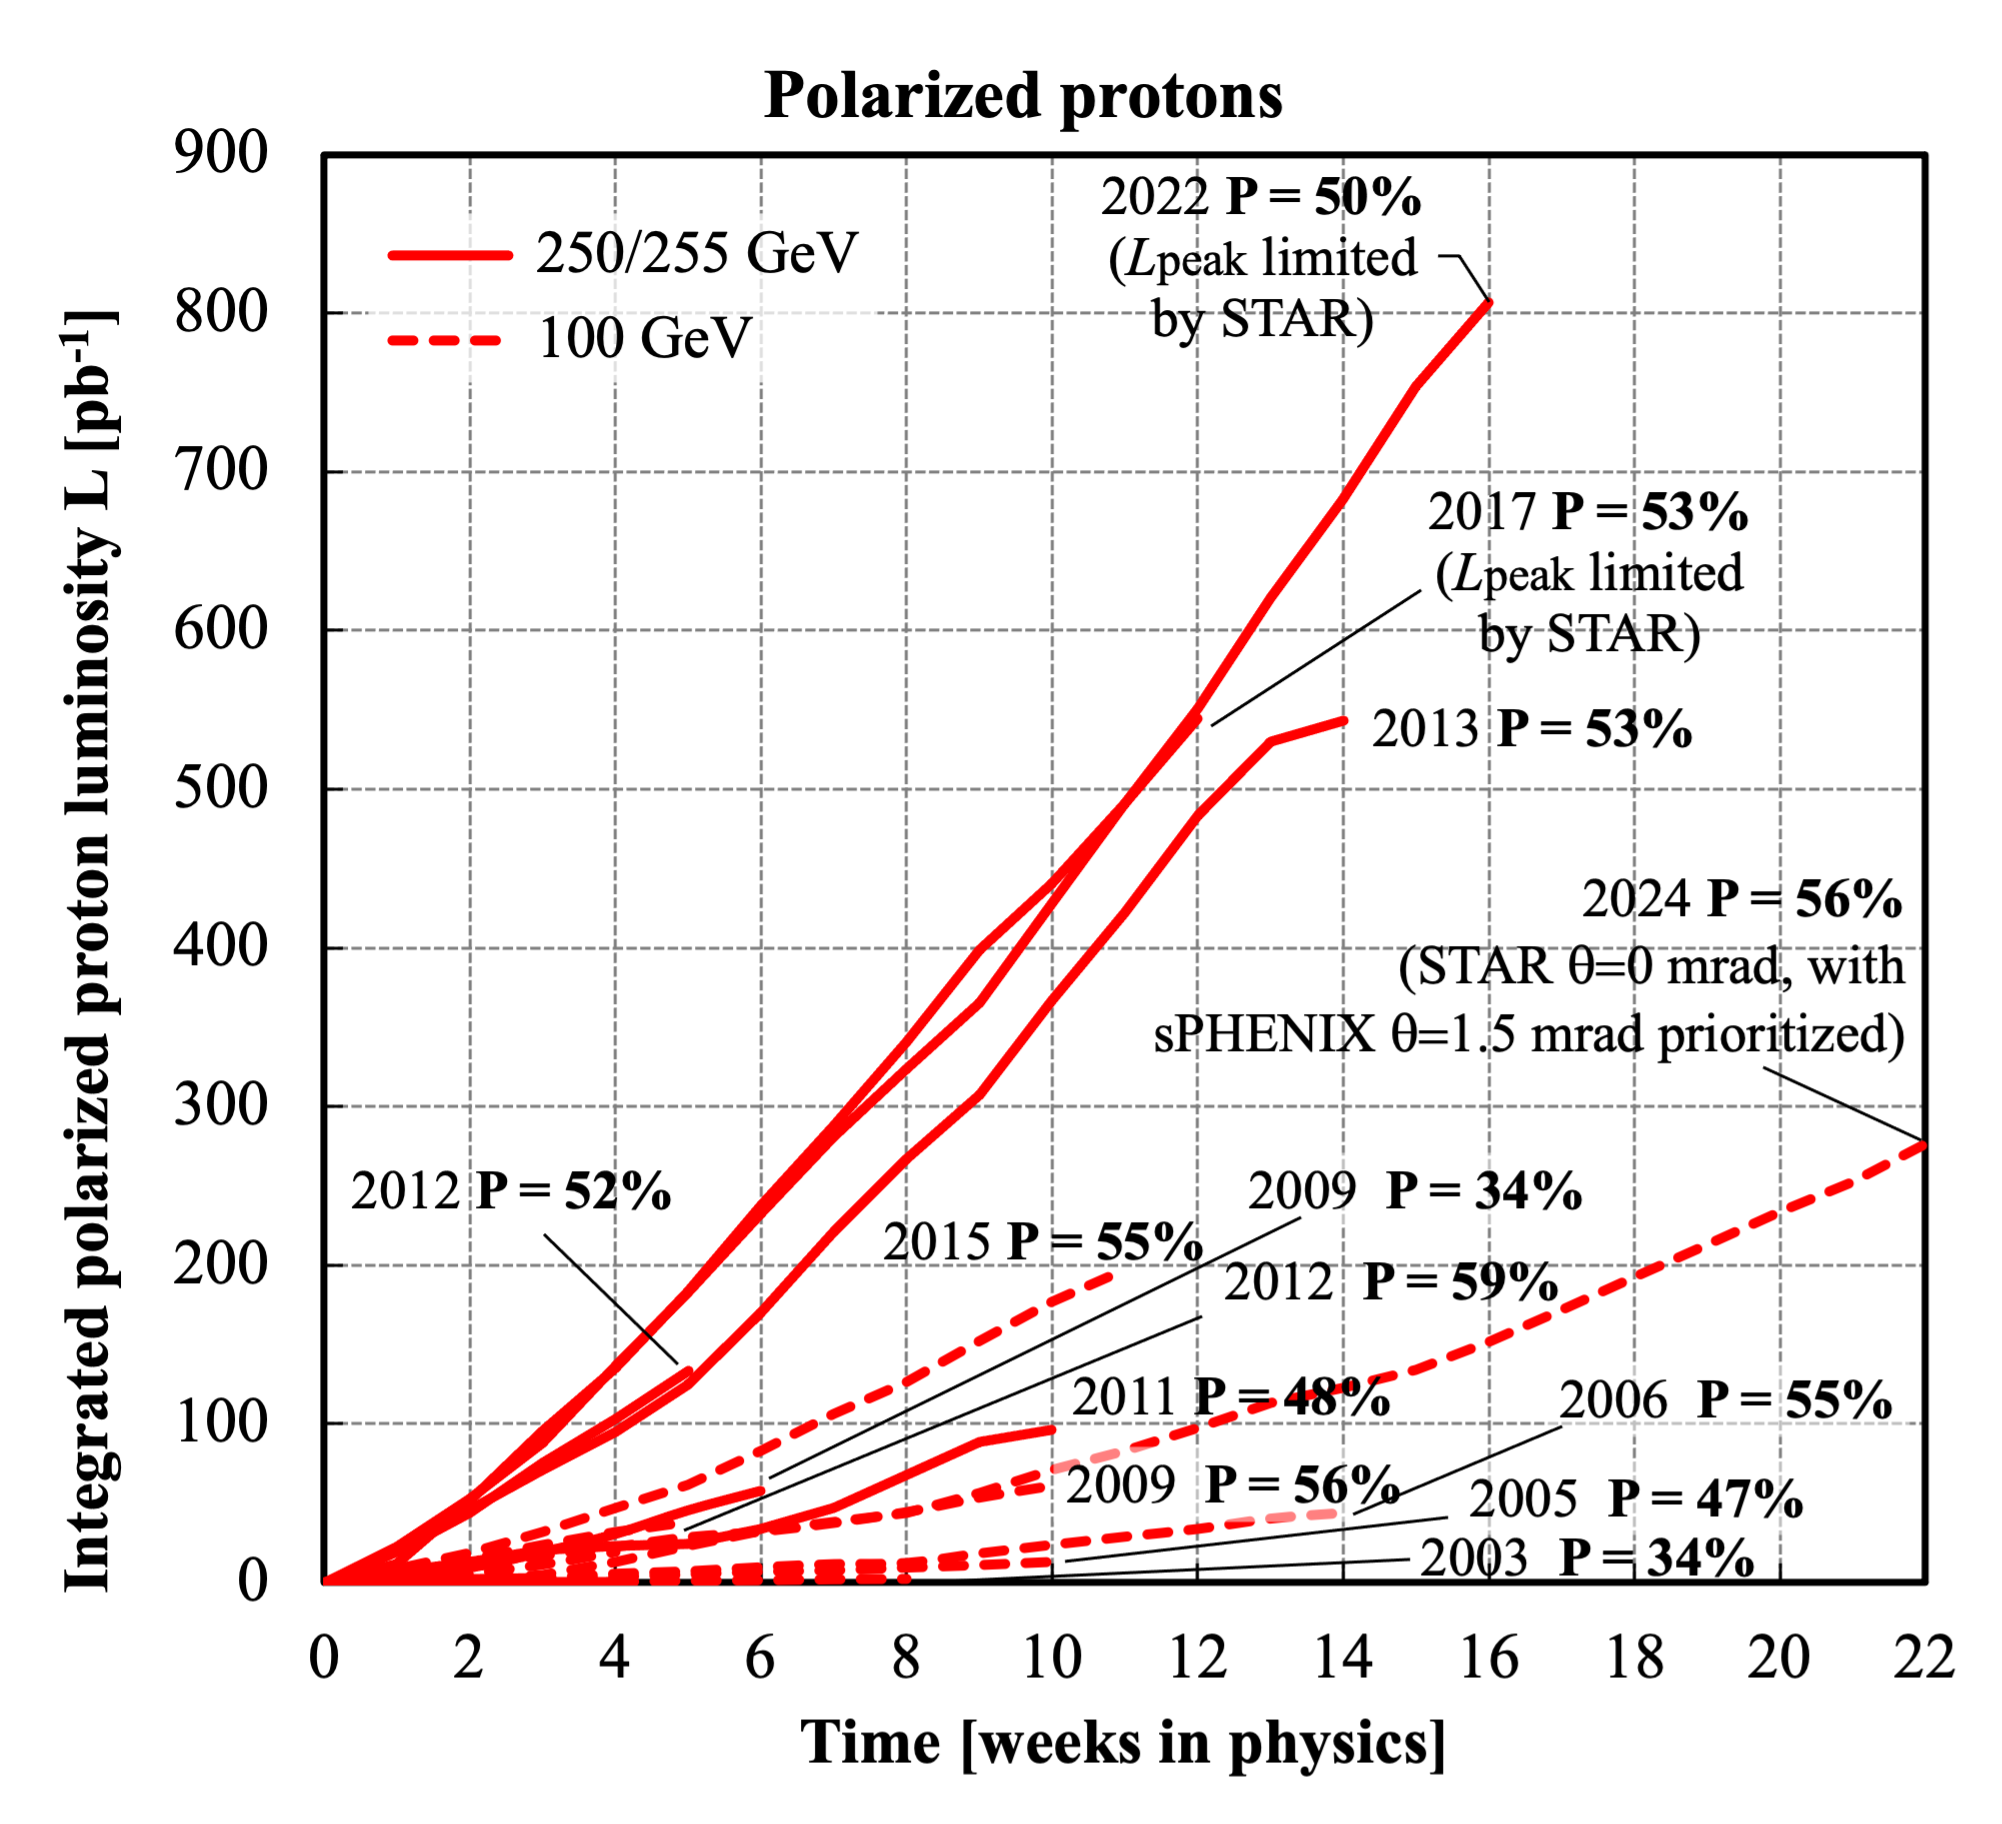 Polarized protons
900
800
700
600
500
400
300
200
100
0
Integrated polarized proton luminosity L [pb-1]
250/255 GeV
100 GeV
2022 P = 50%
(Lpeak limited
by STAR)
2017 P = 53%
(Lpeak limited
by STAR)
2013 P = 53%
2024 P = 56%
(STAR θ=0 mrad, with
sPHENIX θ=1.5 mrad prioritized)
2012 P = 52%
2009 P = 34%
2015 P = 55%
2012 P = 59%
2011 P = 48%
2006 P = 55%
2009 P = 56%
2005 P = 47%
2003 P = 34%
0 2 4 6 8 10 12 14 16 18 20 22
Time [weeks in physics]